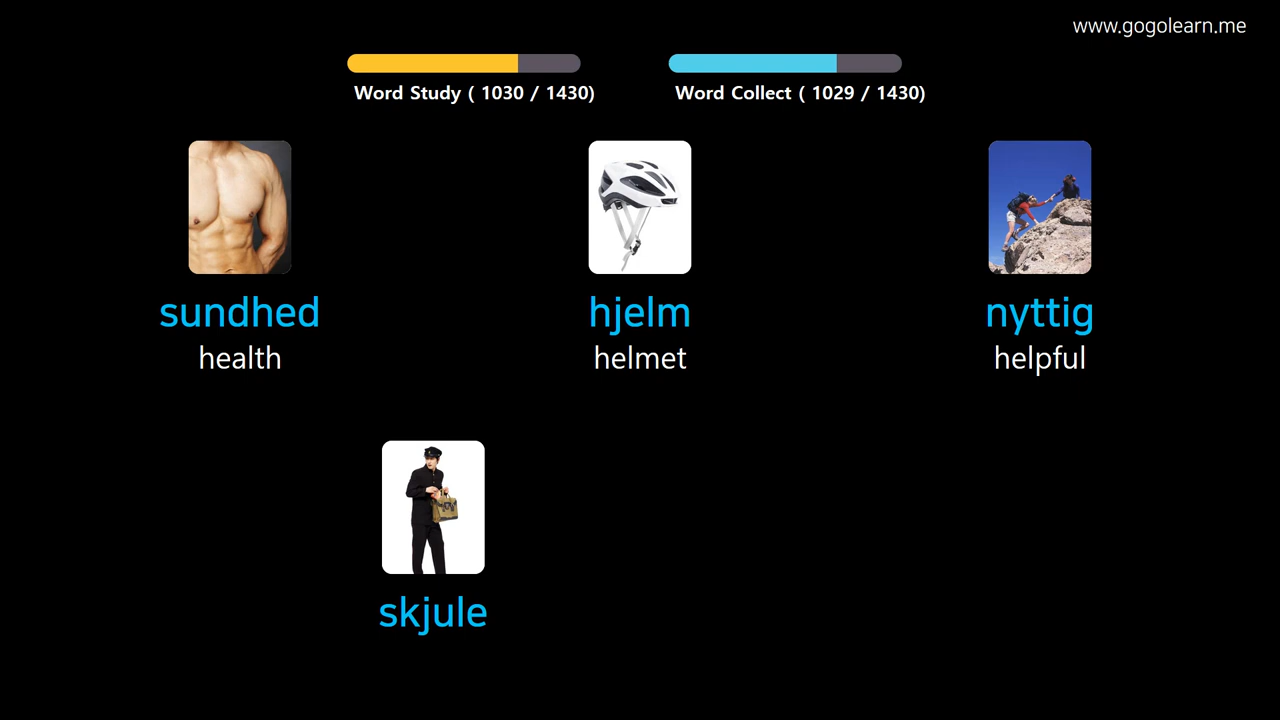 www.gogolearn.me
Word Study ( 1030 / 1430)
Word Collect ( 1029 / 1430)
sundhed
health
hjelm
helmet
nyttig
helpful
skjule